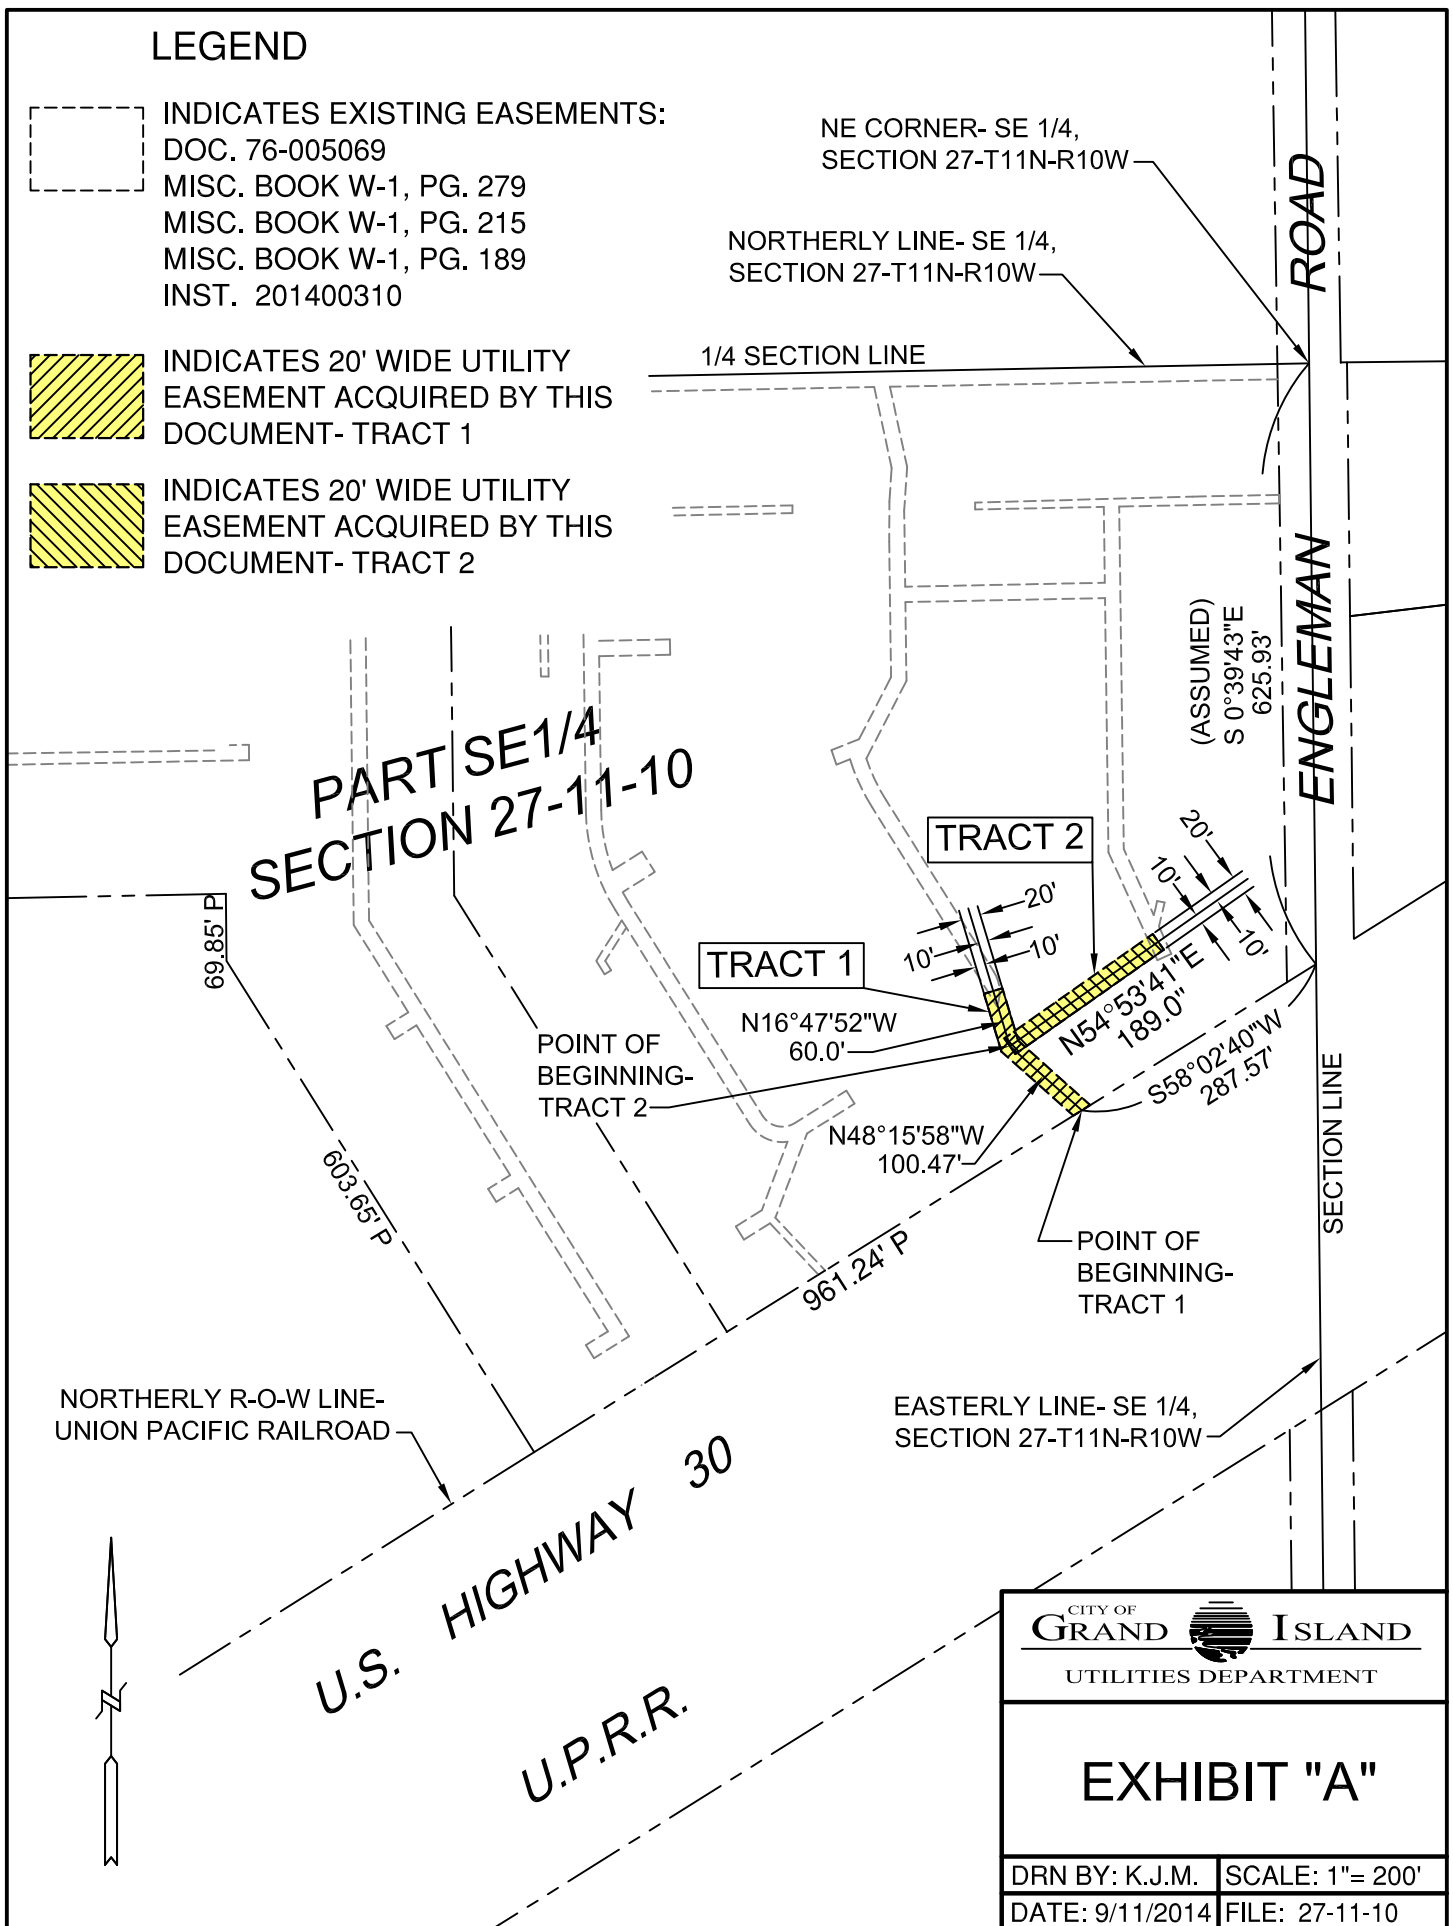 LEGEND
INDICATES EXISTING EASEMENTS:
DOC. 76-005069
MISC. BOOK W-1, PG. 279
MISC. BOOK W-1, PG. 215
MISC. BOOK W-1, PG. 189
INST. 201400310
INDICATES 20' WIDE UTILITY
EASEMENT ACQUIRED BY THIS
DOCUMENT- TRACT 1
INDICATES 20' WIDE UTILITY
EASEMENT ACQUIRED BY THIS
DOCUMENT- TRACT 2
NE CORNER- SE 1/4,
SECTION 27-T11N-R10W
NORTHERLY LINE- SE 1/4,
SECTION 27-T11N-R10W
1/4 SECTION LINE
ENGLEMAN ROAD
(ASSUMED)
S 0°39'43"E
625.93'
PART SE1/4
SECTION 27-11-10
TRACT 2
20'
10'
10'
20'
10'
10'
TRACT 1
69.85' P
N16°47'52"W
60.0'
N54°53'41"E
189.0"
POINT OF
BEGINNING-
TRACT 2
S58°02'40"W
287.57'
SECTION LINE
N48°15'58"W
100.47'
603.65' P
961.24' P
POINT OF
BEGINNING-
TRACT 1
NORTHERLY R-O-W LINE-
UNION PACIFIC RAILROAD
EASTERLY LINE- SE 1/4,
SECTION 27-T11N-R10W
U.S. HIGHWAY 30
U.P.R.R.
N
CITY OF
GRAND ISLAND
UTILITIES DEPARTMENT
EXHIBIT "A"
DRN BY: K.J.M.
SCALE: 1"= 200'
DATE: 9/11/2014
FILE: 27-11-10